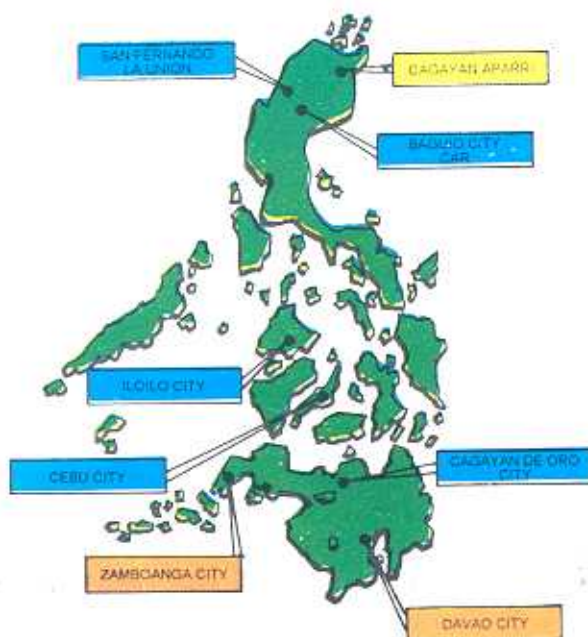 SAN FERNANDO
LA UNION
CAGAYAN APARRI
BAGUIO CITY
CAR
ILOILO CITY
CEBU CITY
CAGAYAN DE ORO
CITY
ZAMBOANGA CITY
DAVAO CITY